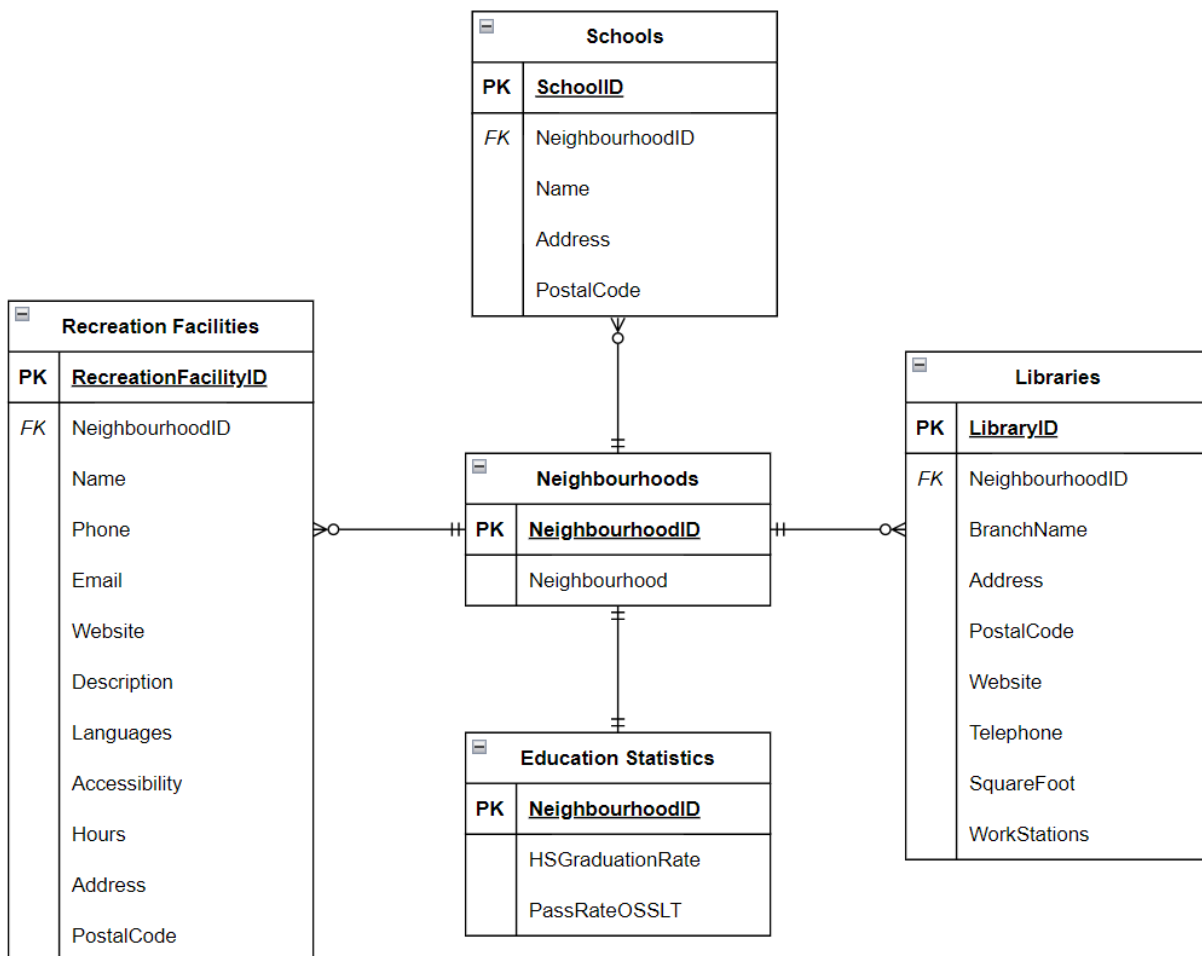 Schools
PK SchoolID
FK NeighbourhoodID
Name
Address
PostalCode
Recreation Facilities
PK RecreationFacilityID
FK NeighbourhoodID
Name
Phone
Email
Website
Description
Languages
Accessibility
Hours
Address
PostalCode
Neighbourhoods
PK NeighbourhoodID
Neighbourhood
Libraries
PK LibraryID
FK NeighbourhoodID
BranchName
Address
PostalCode
Website
Telephone
SquareFoot
WorkStations
Education Statistics
PK NeighbourhoodID
HSGraduationRate
PassRateOSSLT